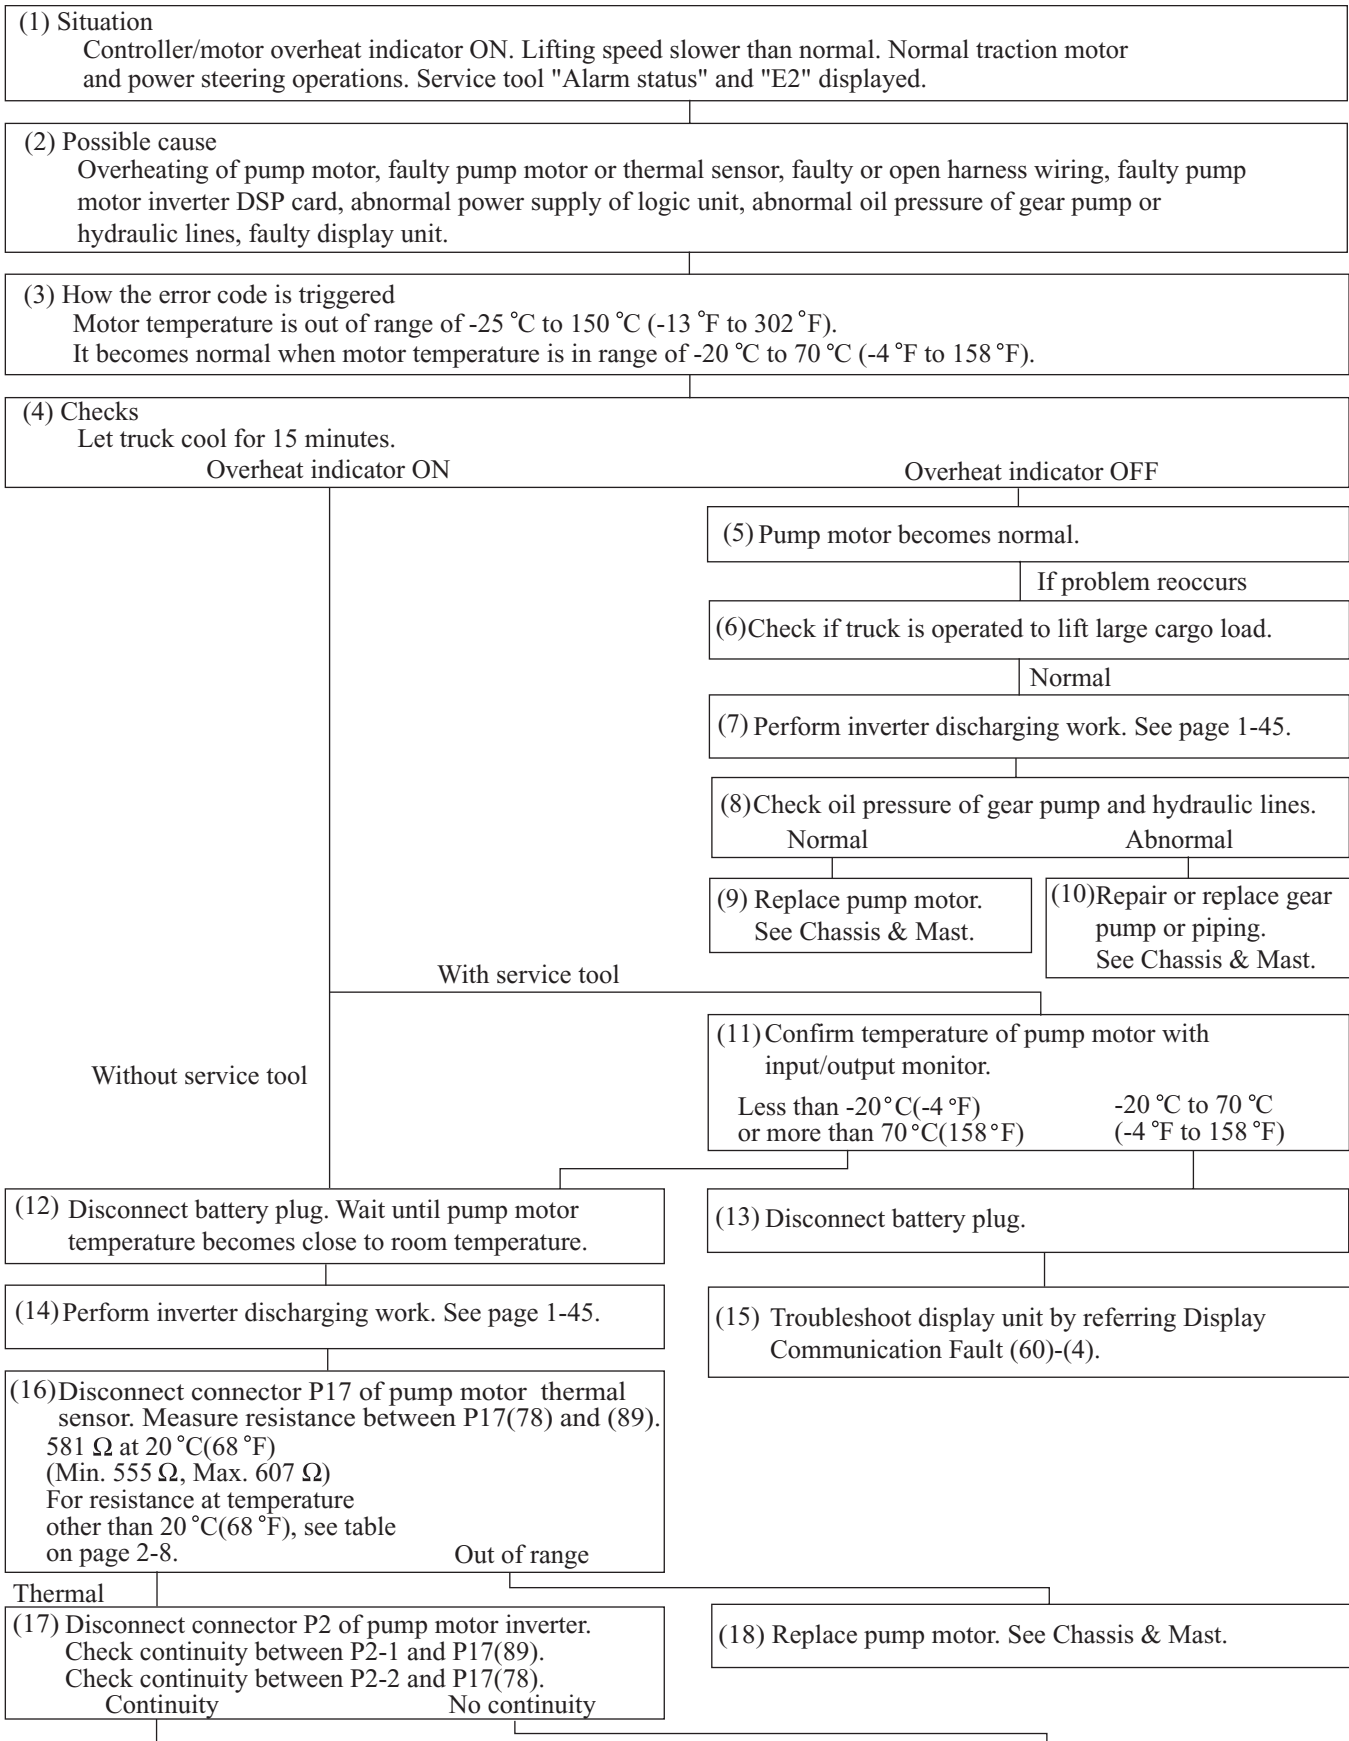 (1) Situation
Controller/motor overheat indicator ON. Lifting speed slower than normal. Normal traction motor
and power steering operations. Service tool "Alarm status" and "E2" displayed.
(2) Possible cause
Overheating of pump motor, faulty pump motor or thermal sensor, faulty or open harness wiring, faulty pump
motor inverter DSP card, abnormal power supply of logic unit, abnormal oil pressure of gear pump or
hydraulic lines, faulty display unit.
(3) How the error code is triggered
Motor temperature is out of range of -25 °C to 150 °C (-13 °F to 302 °F).
It becomes normal when motor temperature is in range of -20 °C to 70 °C (-4 °F to 158 °F).
(4) Checks
Let truck cool for 15 minutes.
Overheat indicator ON
Overheat indicator OFF
(5) Pump motor becomes normal.
If problem reoccurs
(6) Check if truck is operated to lift large cargo load.
Normal
(7) Perform inverter discharging work. See page 1-45.
(8) Check oil pressure of gear pump and hydraulic lines.
Normal
Abnormal
(9) Replace pump motor.
See Chassis & Mast.
(10) Repair or replace gear
pump or piping.
See Chassis & Mast.
With service tool
Without service tool
(11) Confirm temperature of pump motor with
input/output monitor.
Less than -20 °C(-4 °F)
or more than 70 °C(158 °F)
-20 °C to 70 °C
(-4 °F to 158 °F)
(12) Disconnect battery plug. Wait until pump motor
temperature becomes close to room temperature.
(13) Disconnect battery plug.
(14) Perform inverter discharging work. See page 1-45.
(15) Troubleshoot display unit by referring Display
Communication Fault (60)-(4).
(16) Disconnect connector P17 of pump motor thermal
sensor. Measure resistance between P17(78) and (89).
581 Ω at 20 °C(68 °F)
(Min. 555 Ω, Max. 607 Ω)
For resistance at temperature
other than 20 °C(68 °F), see table
on page 2-8.
Out of range
Thermal
(17) Disconnect connector P2 of pump motor inverter.
Check continuity between P2-1 and P17(89).
Check continuity between P2-2 and P17(78).
Continuity
No continuity
(18) Replace pump motor. See Chassis & Mast.